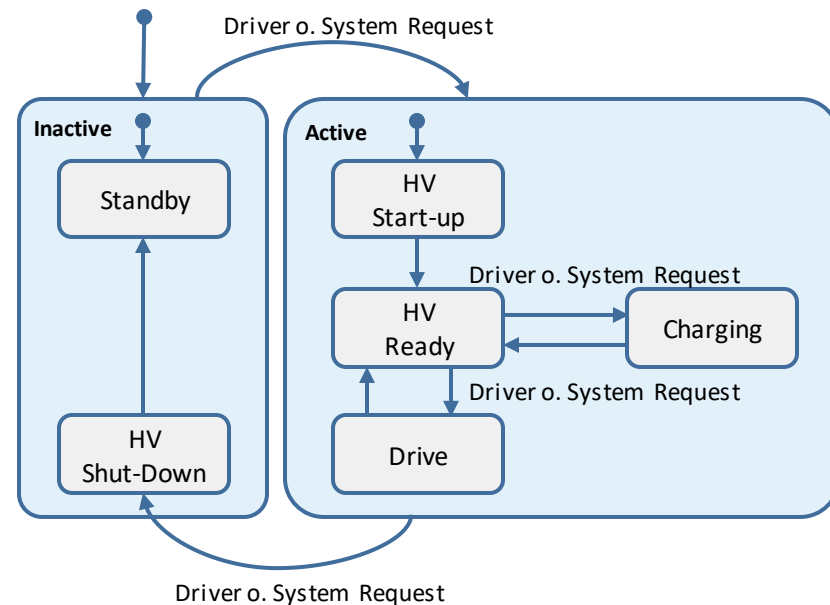 Driver o. System Request
Inactive
Active
Standby
HV
Start-up
Driver o. System Request
HV
Ready
Charging
Driver o. System Request
HV
Shut-Down
Drive
Driver o. System Request